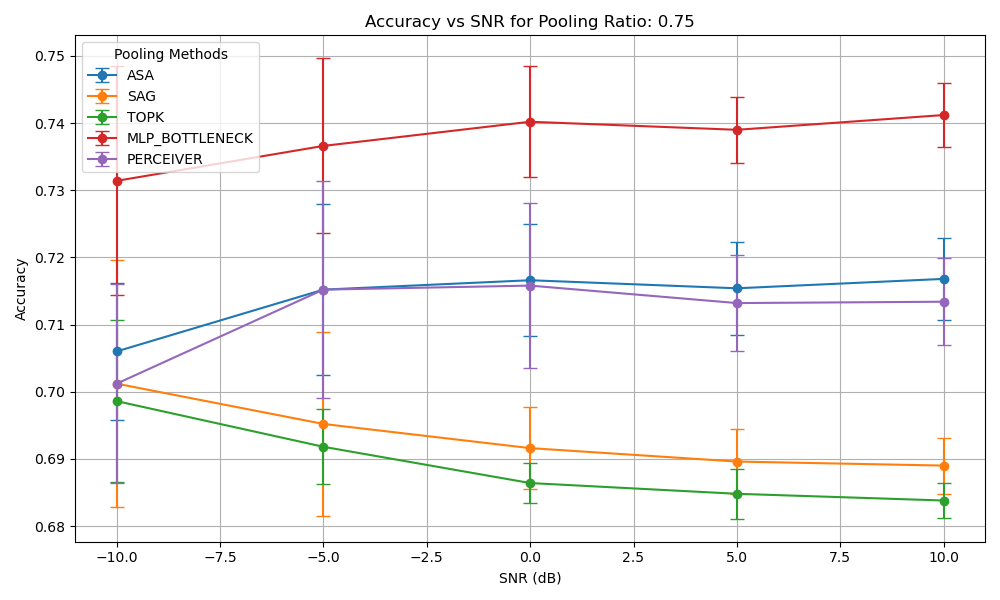 Accuracy vs SNR for Pooling Ratio: 0.75
Pooling Methods
ASA
SAG
TOPK
MLP_BOTTLENECK
PERCEIVER
Accuracy
0.75
0.74
0.73
0.72
0.71
0.70
0.69
0.68
−10.0 −7.5 −5.0 −2.5 0.0 2.5 5.0 7.5 10.0
SNR (dB)